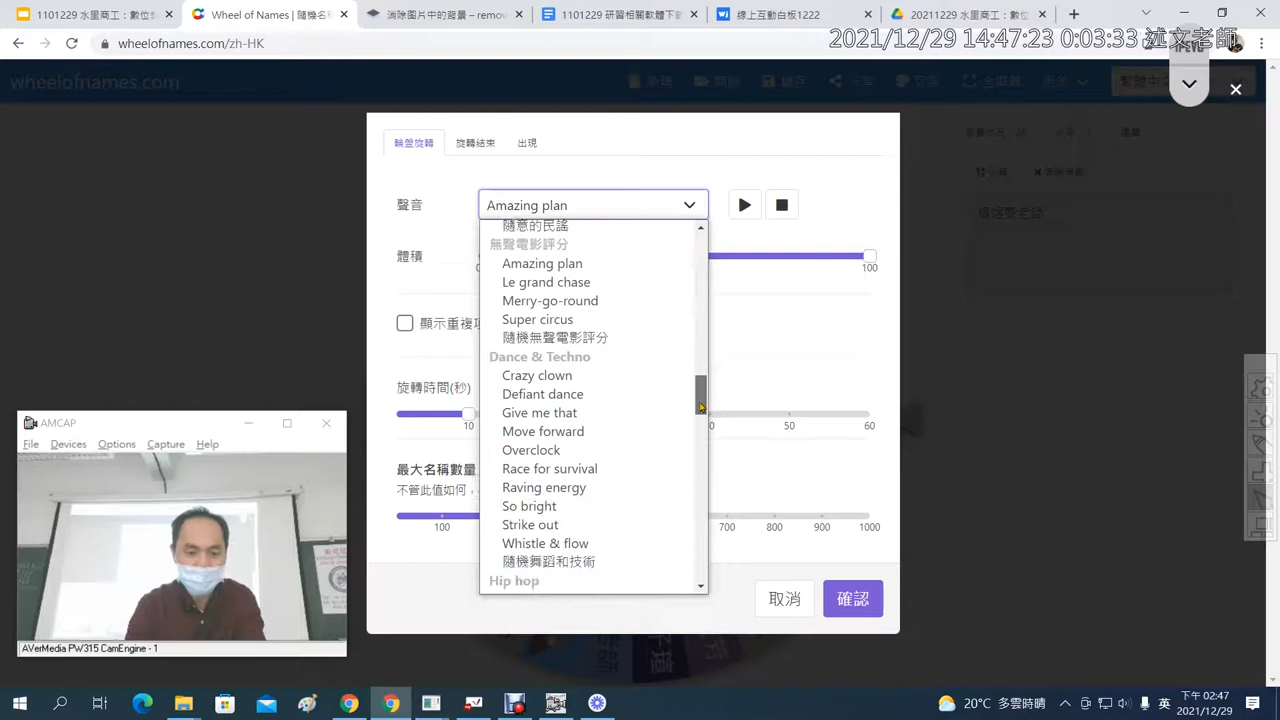 1101229 水里商工：數位
Wheel of Names | 隨機名
消除圖片中的背景 – remov
1101229 研習相關軟體下
線上互動白板1222
20211229 水里商工：數位
wheelofnames.com/zh-HK
2021/12/29 14:47:23 0:03:33 述文老師
wheelofnames.com
輪盤旋轉
旋轉結束
出現
聲音
Amazing plan
隨意的民謠
無聲電影評分
體積
0
100
Amazing plan
Le grand chase
Merry-go-round
Super circus
顯示重複
隨機無聲電影評分
Dance & Techno
Crazy clown
旋轉時間(秒)
Defiant dance
Give me that
10
50
60
Move forward
Overclock
最大名稱數量
Race for survival
不管此值如何，
Raving energy
So bright
100
700
800
900
1000
Strike out
Whistle & flow
隨機舞蹈和技術
Hip hop
取消
確認
AMCAP
File
Devices
Options
Capture
Help
AVerMedia PW315 CamEngine - 1
20°C 多雲時晴
英
下午 02:47
2021/12/29